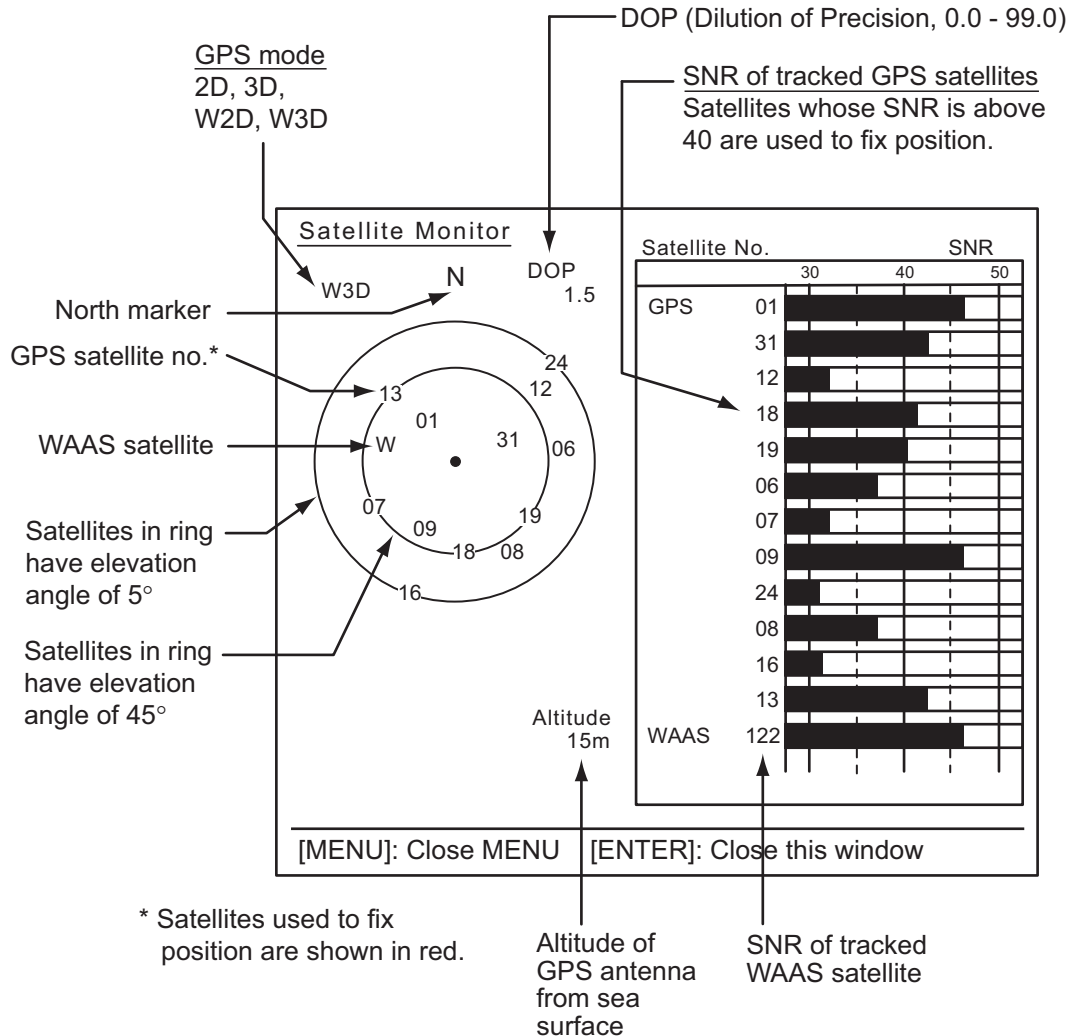 DOP (Dilution of Precision, 0.0 - 99.0)
GPS mode
2D, 3D,
W2D, W3D
SNR of tracked GPS satellites
Satellites whose SNR is above
40 are used to fix position.
Satellite Monitor
W3D
N
DOP
1.5
North marker
GPS satellite no.*
WAAS satellite
Satellites in ring
have elevation
angle of 5°
Satellites in ring
have elevation
angle of 45°
24
13
12
01
W
31
06
07
09
19
18
08
16
Altitude
15m
Satellite No.
SNR
30
40
50
GPS
01
31
12
18
19
06
07
09
24
08
16
13
WAAS
122
[MENU]: Close MENU
[ENTER]: Close this window
* Satellites used to fix
position are shown in red.
Altitude of
GPS antenna
from sea
surface
SNR of tracked
WAAS satellite